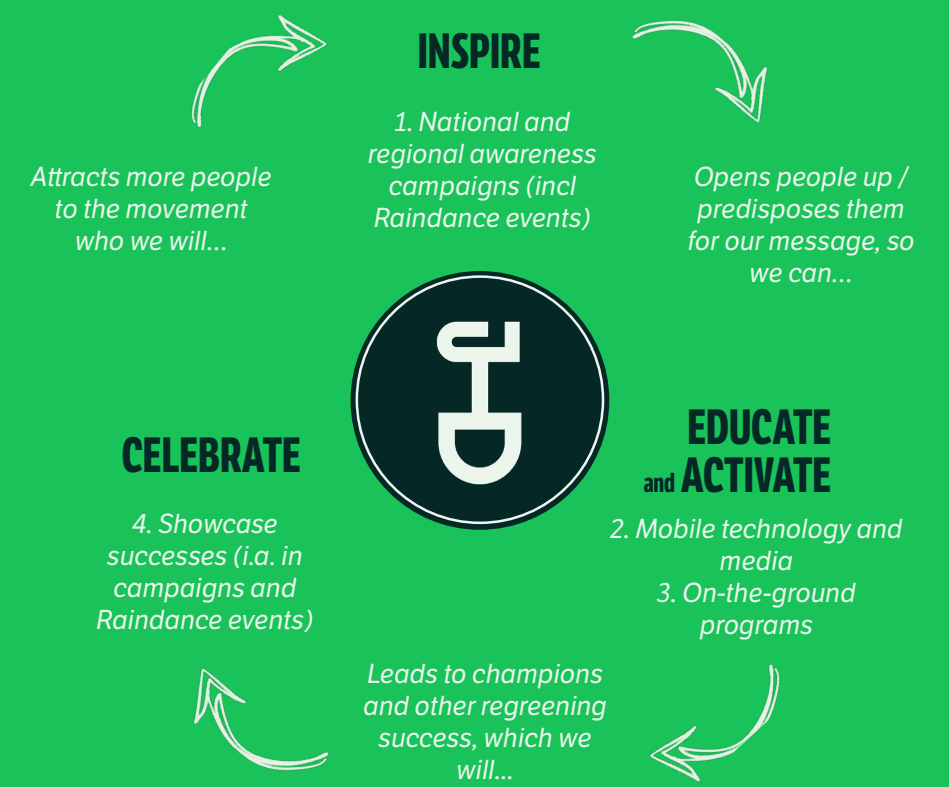 INSPIRE
1. National and
regional awareness
campaigns (incl
Raindance events)
Opens people up /
predisposes them
for our message, so
we can...
EDUCATE
and ACTIVATE
2. Mobile technology and
media
3. On-the-ground
programs
Leads to champions
and other regreening
success, which we
will...
CELEBRATE
4. Showcase
successes (i.a. in
campaigns and
Raindance events)
Attracts more people
to the movement
who we will...